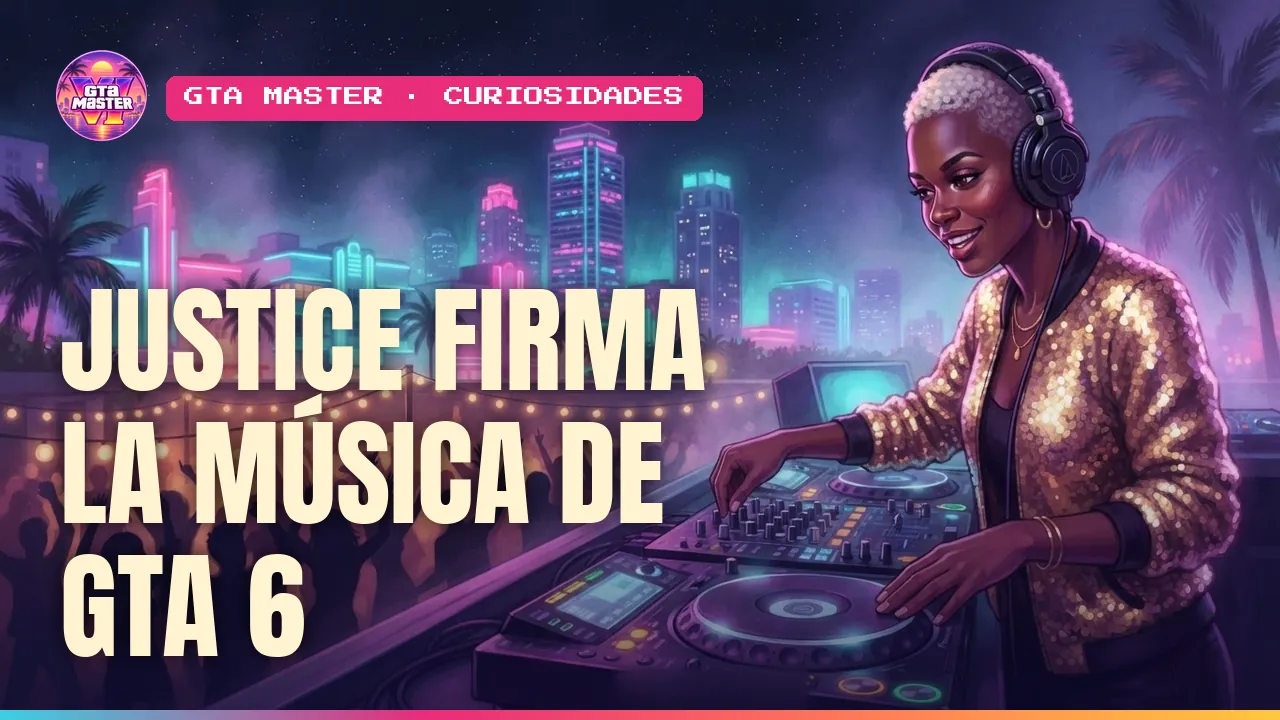 GTA MASTER VI
GTA MASTER · CURIOSIDADES
JUSTICE FIRMA
LA MÚSICA DE
GTA 6